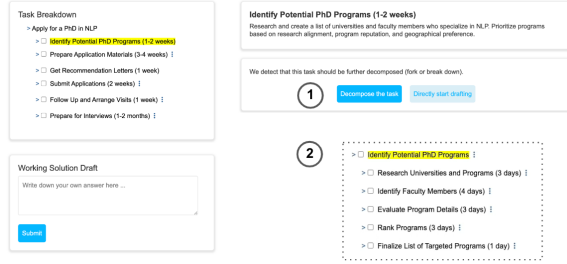 Task Breakdown
> Apply for a PhD in NLP
> Identify Potential PhD Programs (1-2 weeks)
> Prepare Application Materials (3-4 weeks) ⋮
> Get Recommendation Letters (1 week)
> Submit Applications (2 weeks) ⋮
> Follow Up and Arrange Visits (1 week) ⋮
> Prepare for Interviews (1-2 months) ⋮
Working Solution Draft
Write down your own answer here ...
Submit
Identify Potential PhD Programs (1-2 weeks)
Research and create a list of universities and faculty members who specialize in NLP. Prioritize programs
based on research alignment, program reputation, and geographical preference.
We detect that this task should be further decomposed (fork or break down).
1
Decompose the task
Directly start drafting
2
> Identify Potential PhD Programs ⋮
> Research Universities and Programs (3 days) ⋮
> Identify Faculty Members (4 days) ⋮
> Evaluate Program Details (3 days) ⋮
> Rank Programs (3 days) ⋮
> Finalize List of Targeted Programs (1 day) ⋮